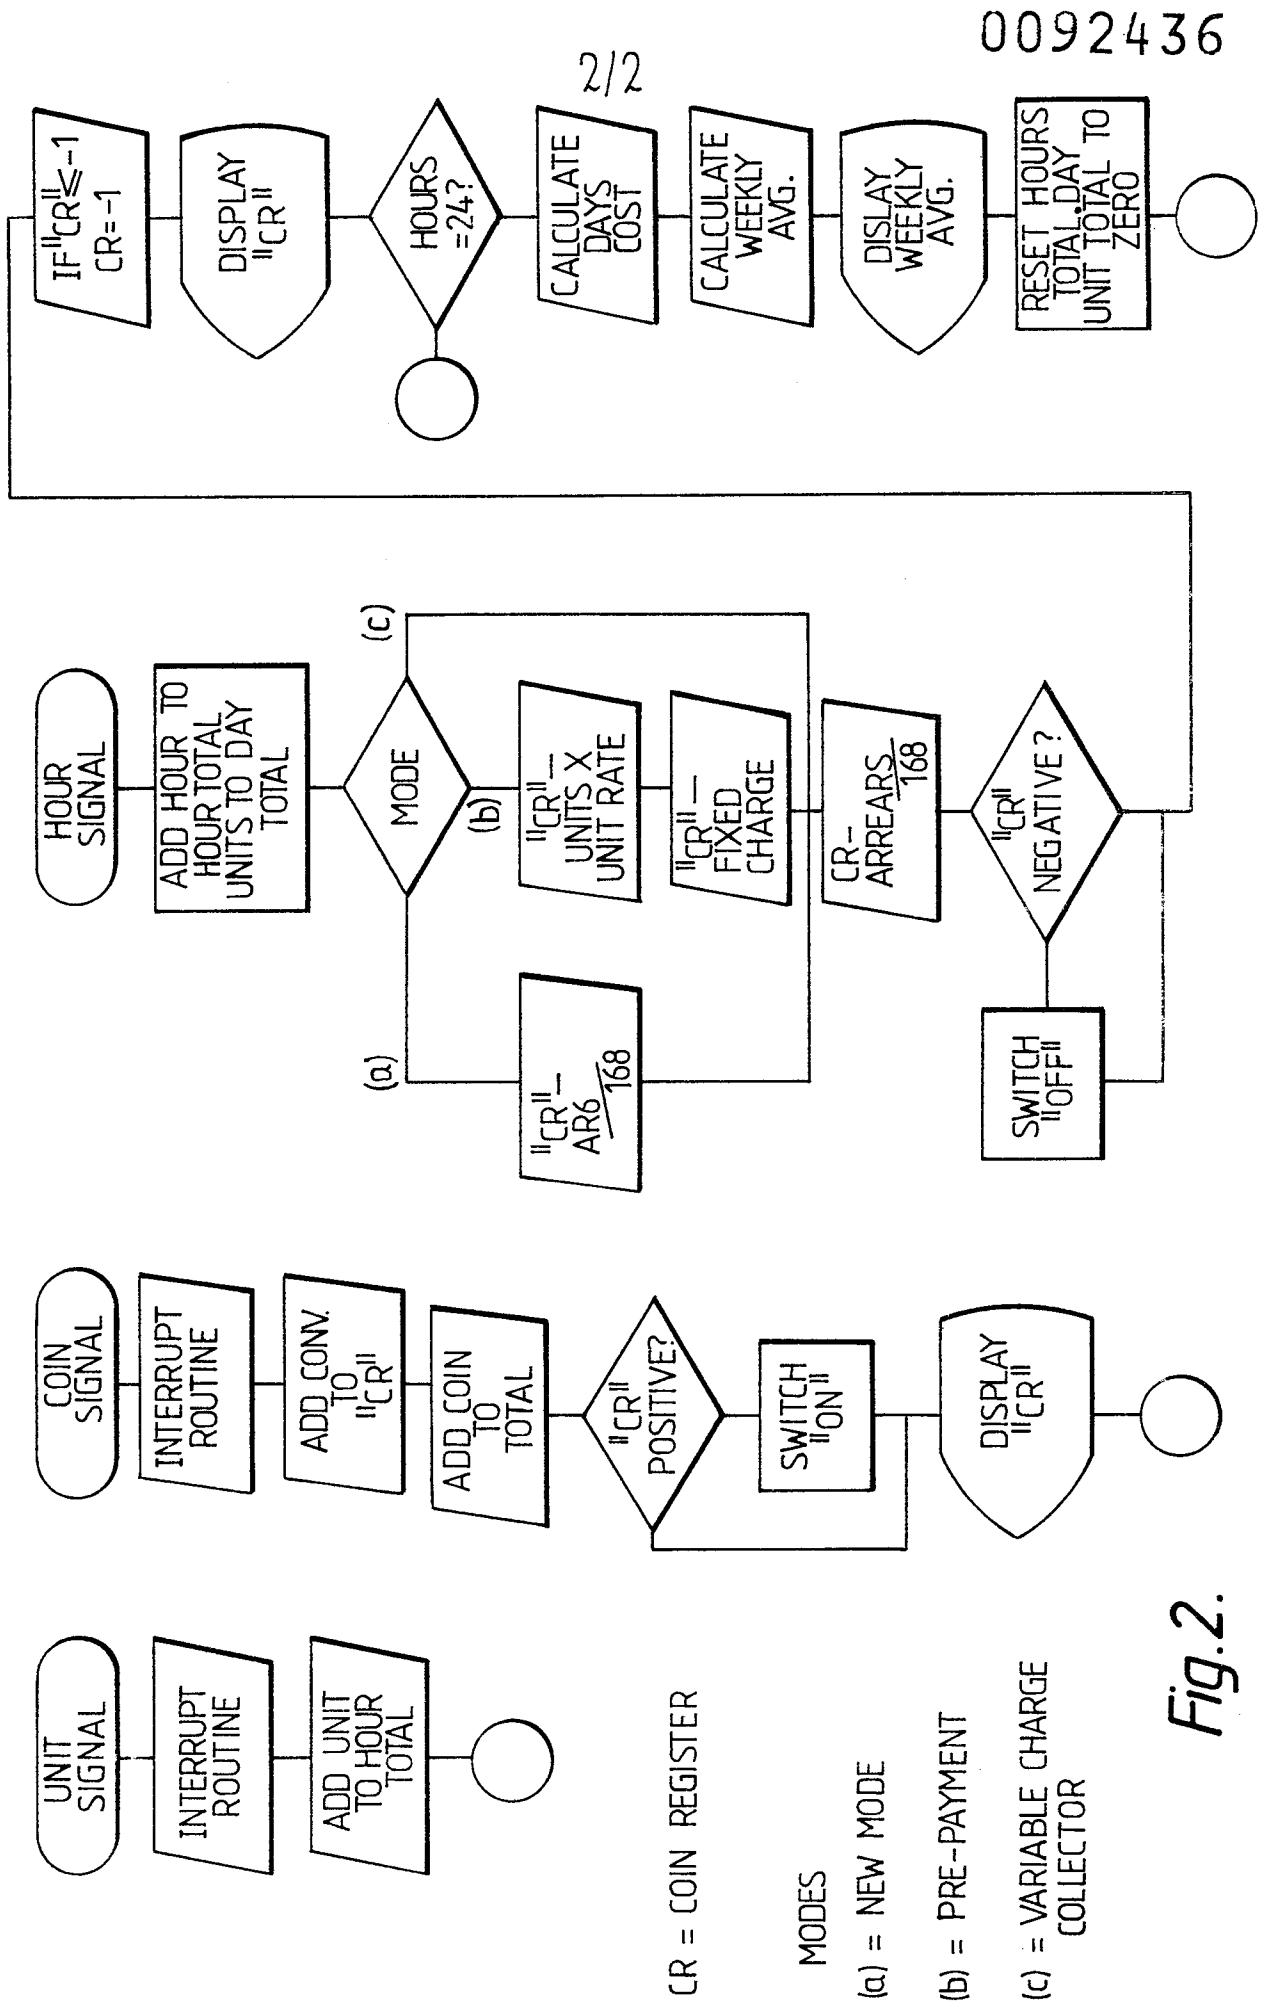 0092436
2/2
UNIT
SIGNAL
INTERRUPT
ROUTINE
ADD UNIT
TO HOUR
TOTAL
COIN
SIGNAL
INTERRUPT
ROUTINE
ADD CONV.
TO
"CR"
ADD COIN
TO
TOTAL
"CR"
POSITIVE?
SWITCH
"ON"
DISPLAY
"CR"
HOUR
SIGNAL
ADD HOUR TO
HOUR TOTAL
UNITS TO DAY
TOTAL
MODE
(a)
(b)
(c)
"CR"—
AR6/168
"CR"—
UNITS X
UNIT RATE
"CR"—
FIXED
CHARGE
CR-
ARREARS/168
"CR"
NEGATIVE?
SWITCH
"OFF"
IF "CR"⩽-1
CR=-1
DISPLAY
"CR"
HOURS
=24?
CALCULATE
DAYS
COST
CALCULATE
WEEKLY
AVG.
DISLAY
WEEKLY
AVG.
RESET HOURS
TOTAL.DAY
UNIT TOTAL TO
ZERO
CR = COIN REGISTER
MODES
(a) = NEW MODE
(b) = PRE-PAYMENT
(c) = VARIABLE CHARGE
COLLECTOR
Fig.2.